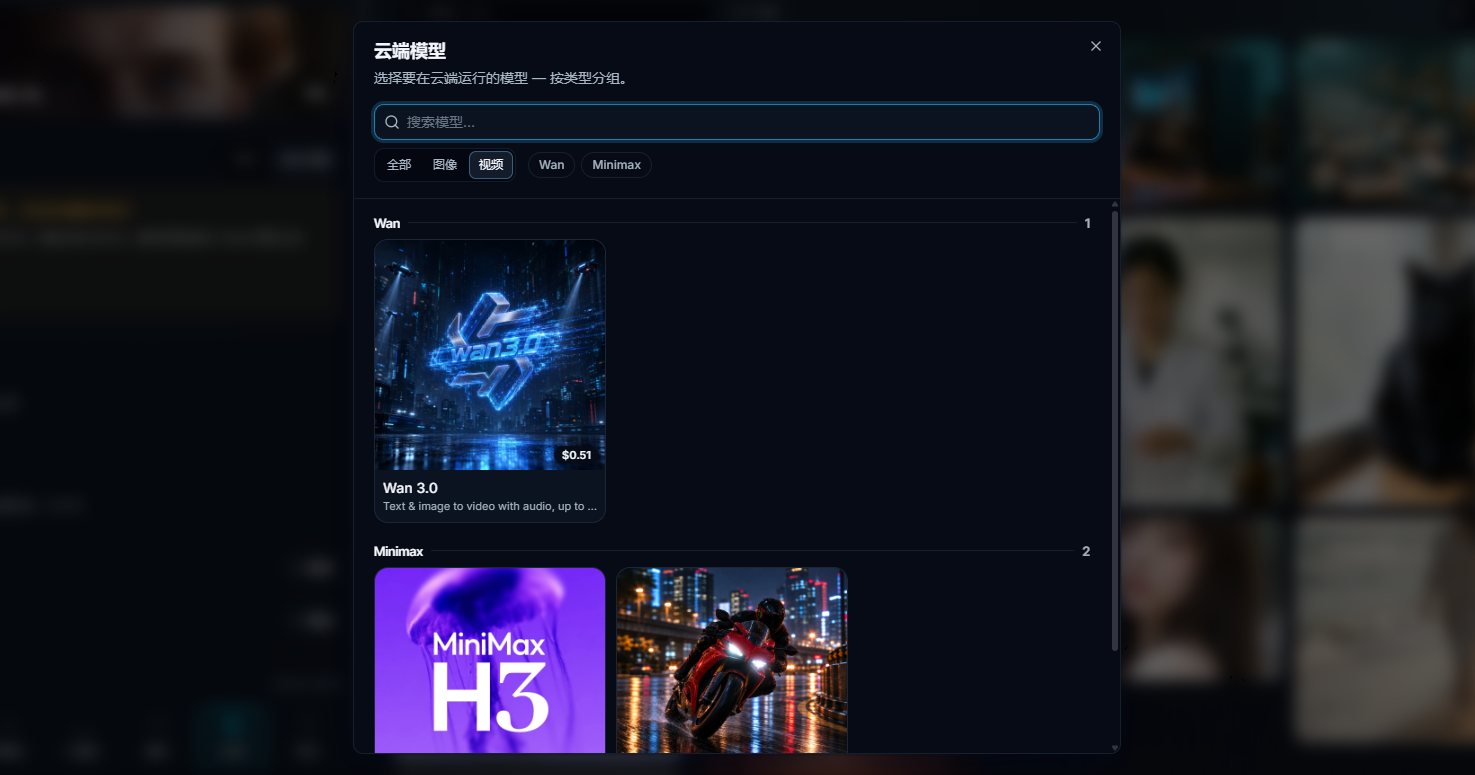 云端模型
选择要在云端运行的模型 — 按类型分组。
搜索模型...
全部 图像 视频 Wan Minimax
Wan 1
wan3.0
$0.51
Wan 3.0
Text & image to video with audio, up to ...
Minimax 2
MiniMax
H3